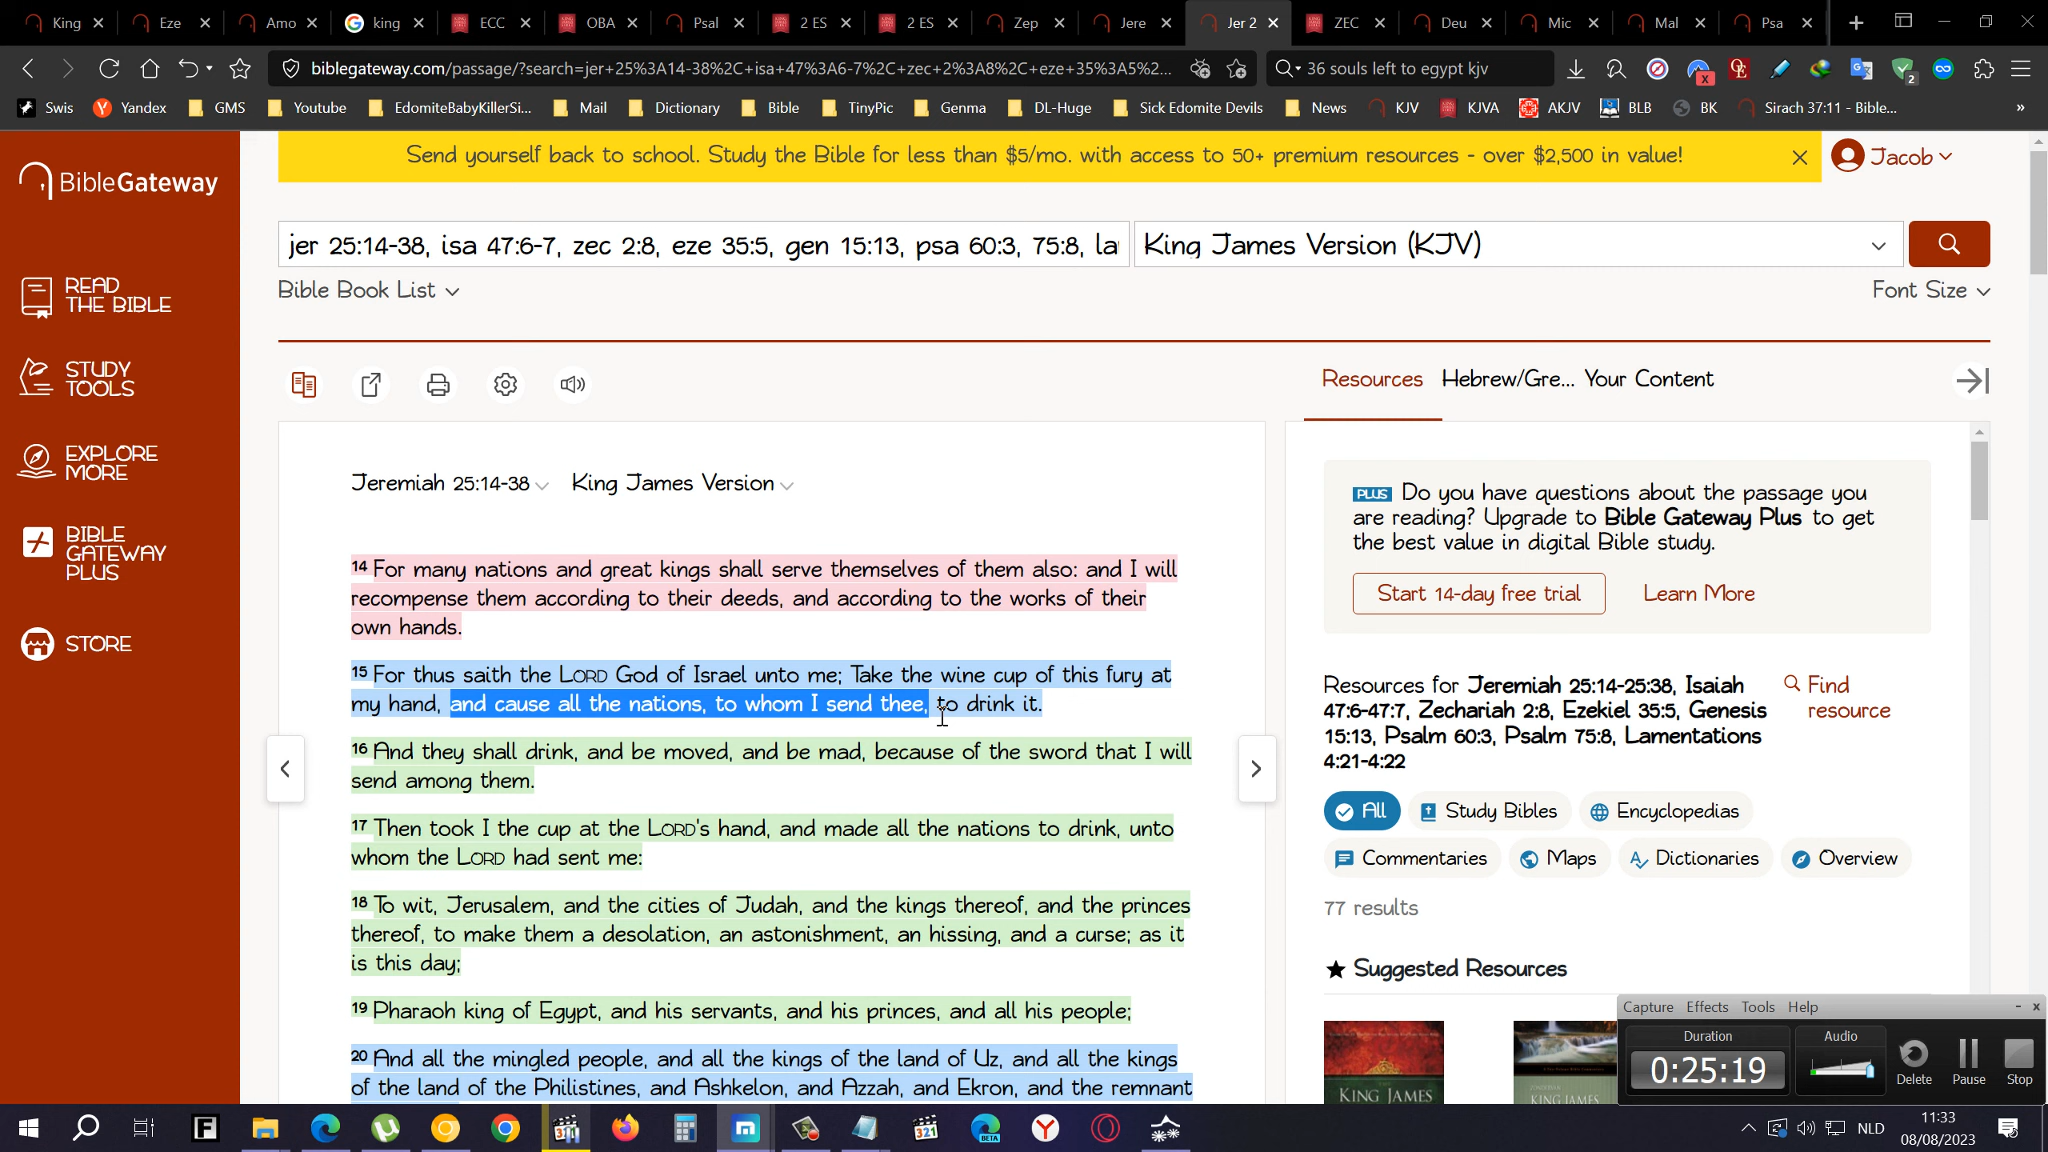 King
Eze
Amo
king
ECC
OBA
Psal
2 ES
2 ES
Zep
Jere
Jer 2
ZEC
Deu
Mic
Mal
Psa
biblegateway.com/passage/?search=jer+25%3A14-38%2C+isa+47%3A6-7%2C+zec+2%3A8%2C+eze+35%3A5%2...
36 souls left to egypt kjv
Swis
Yandex
GMS
Youtube
EdomiteBabyKillerSi...
Mail
Dictionary
Bible
TinyPic
Genma
DL-Huge
Sick Edomite Devils
News
KJV
KJVA
AKJV
BLB
BK
Sirach 37:11 - Bible...
Send yourself back to school. Study the Bible for less than $5/mo. with access to 50+ premium resources - over $2,500 in value!
Jacob
BibleGateway
jer 25:14-38, isa 47:6-7, zec 2:8, eze 35:5, gen 15:13, psa 60:3, 75:8, la
King James Version (KJV)
Bible Book List
Font Size
READ
THE BIBLE
STUDY
TOOLS
EXPLORE
MORE
BIBLE
GATEWAY
PLUS
STORE
Resources
Hebrew/Gre...
Your Content
Jeremiah 25:14-38
King James Version
14 For many nations and great kings shall serve themselves of them also: and I will
recompense them according to their deeds, and according to the works of their
own hands.
15 For thus saith the LORD God of Israel unto me; Take the wine cup of this fury at
my hand, and cause all the nations, to whom I send thee, to drink it.
16 And they shall drink, and be moved, and be mad, because of the sword that I will
send among them.
17 Then took I the cup at the LORD's hand, and made all the nations to drink, unto
whom the LORD had sent me:
18 To wit, Jerusalem, and the cities of Judah, and the kings thereof, and the princes
thereof, to make them a desolation, an astonishment, an hissing, and a curse; as it
is this day;
19 Pharaoh king of Egypt, and his servants, and his princes, and all his people;
20 And all the mingled people, and all the kings of the land of Uz, and all the kings
of the land of the Philistines, and Ashkelon, and Azzah, and Ekron, and the remnant
PLUS Do you have questions about the passage you
are reading? Upgrade to Bible Gateway Plus to get
the best value in digital Bible study.
Start 14-day free trial
Learn More
Resources for Jeremiah 25:14-25:38, Isaiah
47:6-47:7, Zechariah 2:8, Ezekiel 35:5, Genesis
15:13, Psalm 60:3, Psalm 75:8, Lamentations
4:21-4:22
Find
resource
All
Study Bibles
Encyclopedias
Commentaries
Maps
Dictionaries
Overview
77 results
Suggested Resources
KING JAMES
Capture Effects Tools Help
Duration
0:25:19
Audio
Delete
Pause
Stop
NLD
11:33
08/08/2023